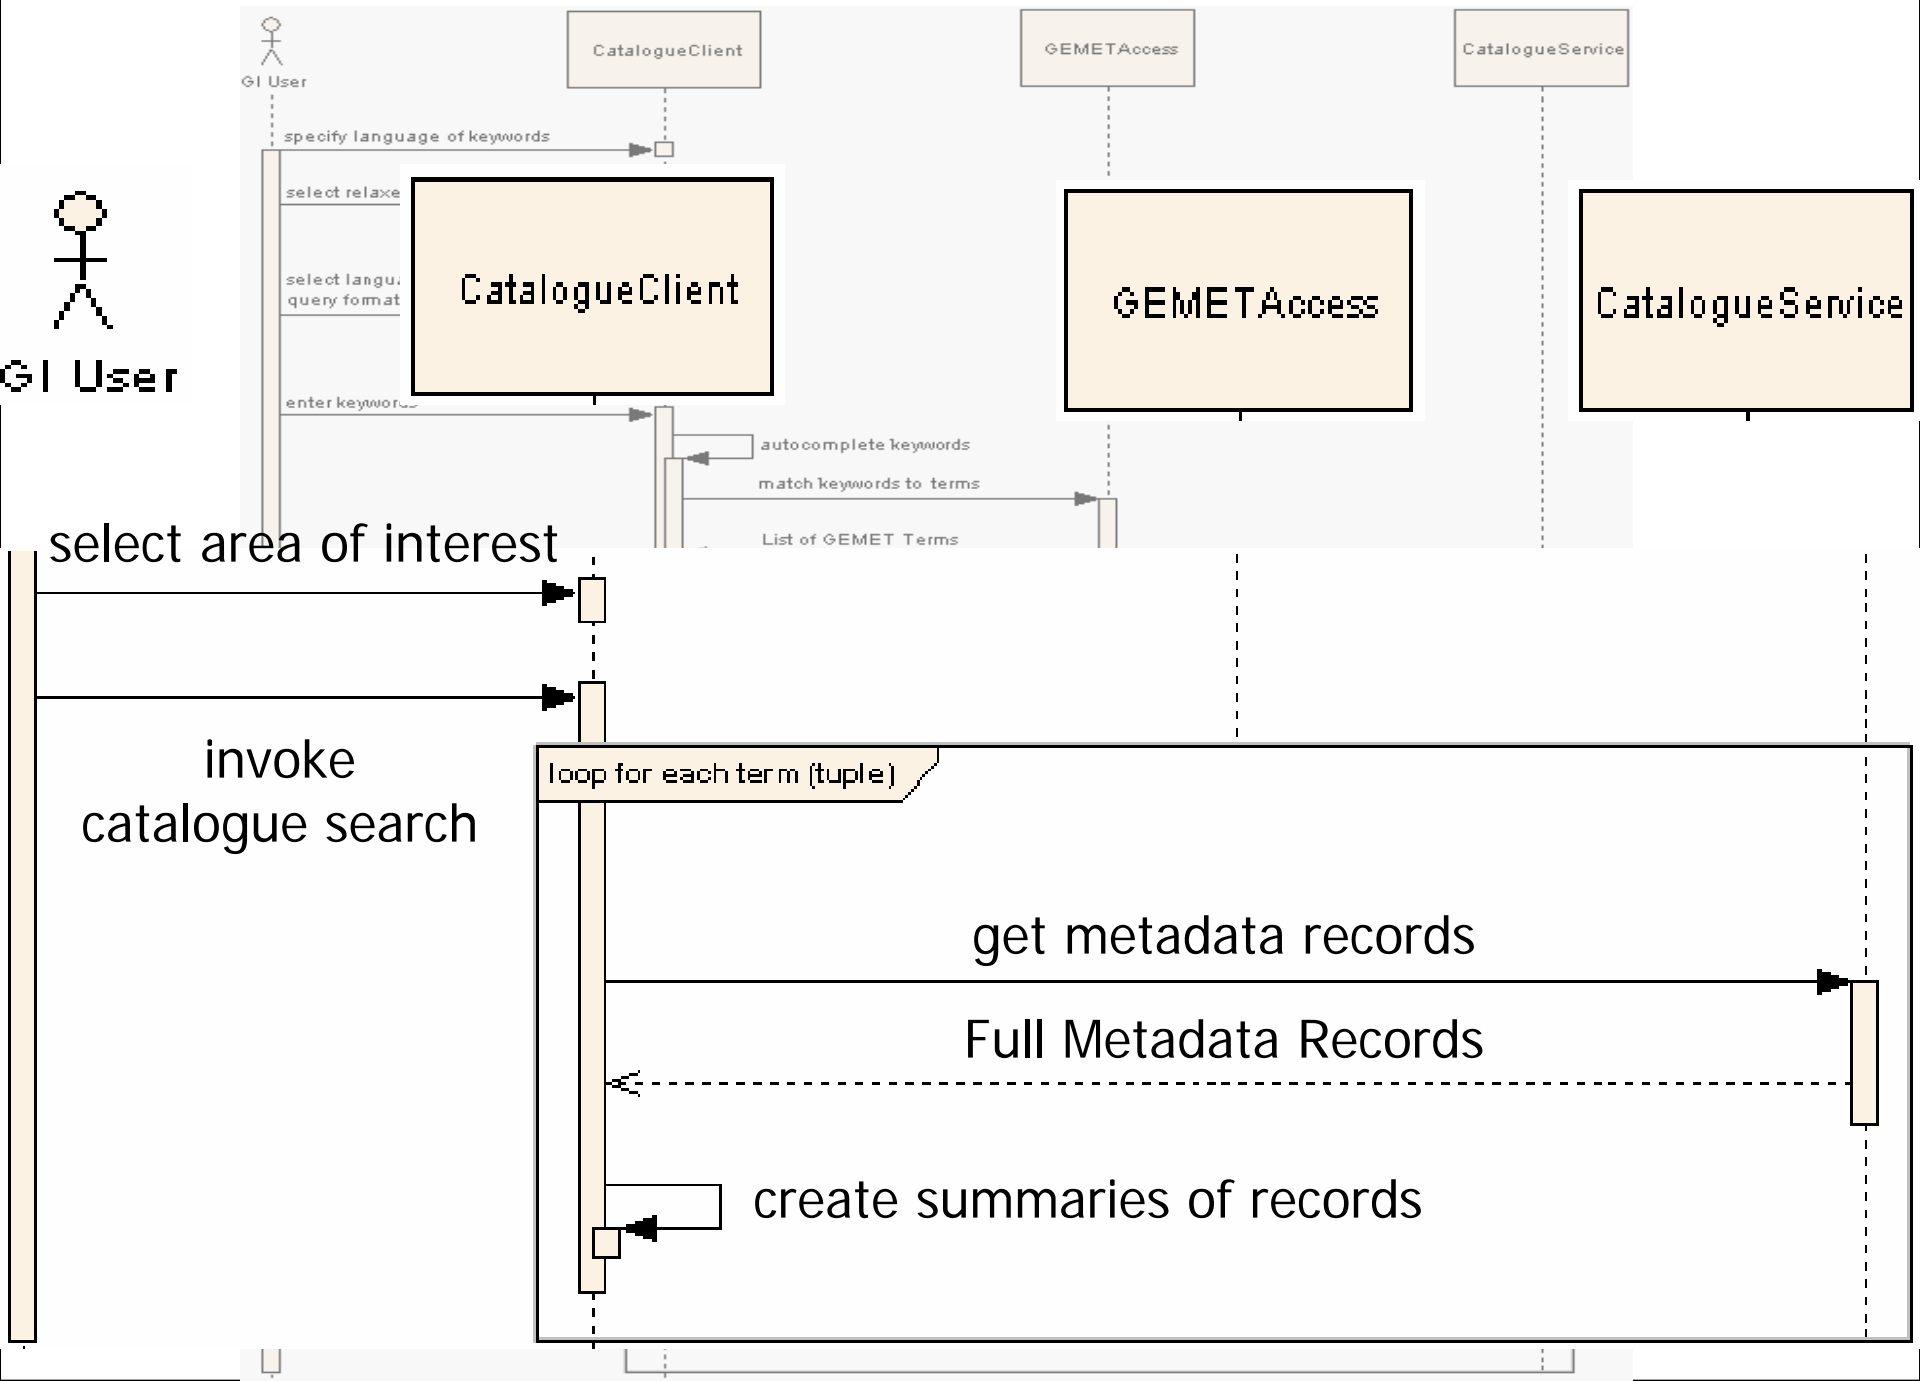 GI User
CatalogueClient
GEMETAccess
CatalogueService
specify language of keywords
select relaxe
select langua
query format
enter keywords
autocomplete keywords
match keywords to terms
List of GEMET Terms
CatalogueClient
GEMETAccess
CatalogueService
GI User
select area of interest
invoke
catalogue search
loop for each term (tuple)
get metadata records
Full Metadata Records
create summaries of records